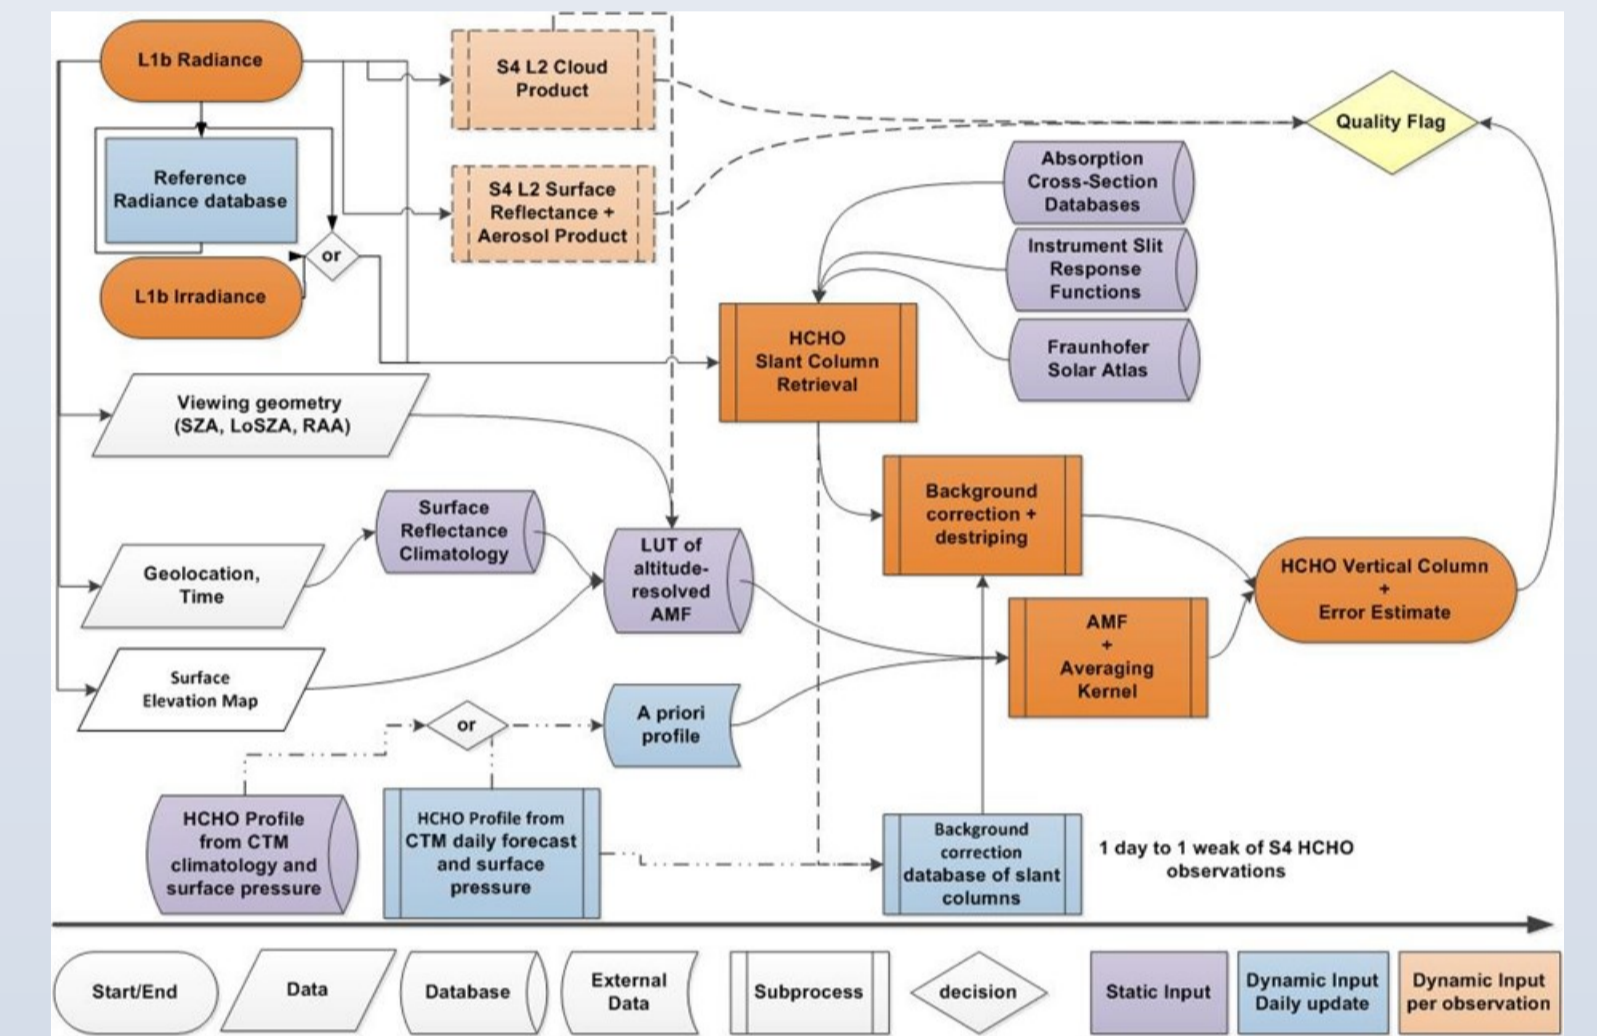 L1b Radiance
S4 L2 Cloud
Product
Quality Flag
Reference
Radiance database
S4 L2 Surface
Reflectance +
Aerosol Product
Absorption
Cross-Section
Databases
or
Instrument Slit
Response
Functions
L1b Irradiance
HCHO
Slant Column
Retrieval
Fraunhofer
Solar Atlas
Viewing geometry
(SZA, LoSZA, RAA)
Background
correction +
destriping
Surface
Reflectance
Climatology
Geolocation,
Time
LUT of
altitude-
resolved
AMF
HCHO Vertical Column
+
Error Estimate
AMF
+
Averaging
Kernel
Surface
Elevation Map
or
A priori
profile
HCHO Profile
from CTM
climatology and
surface pressure
HCHO Profile from
CTM daily forecast
and surface
pressure
Background
correction
database of slant
columns
1 day to 1 weak of S4 HCHO
observations
Start/End
Data
Database
External
Data
Subprocess
decision
Static Input
Dynamic Input
Daily update
Dynamic Input
per observation